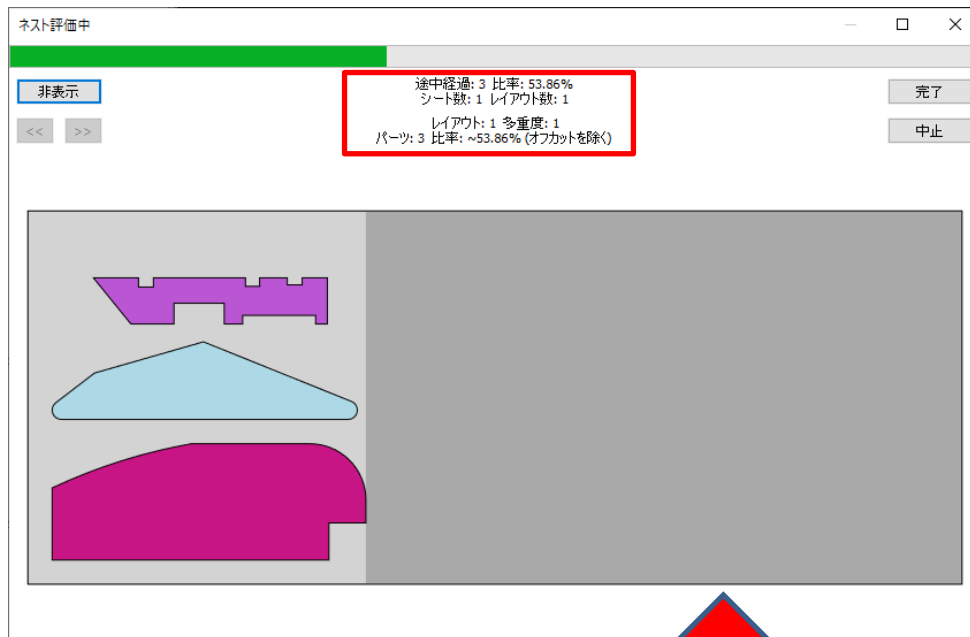 ネスト評価中
非表示
途中経過: 3 比率: 53.86%
シート数: 1 レイアウト数: 1
完了
<< >>
レイアウト: 1 多重度: 1
パーツ: 3 比率: ~53.86% (オフカットを除く)
中止